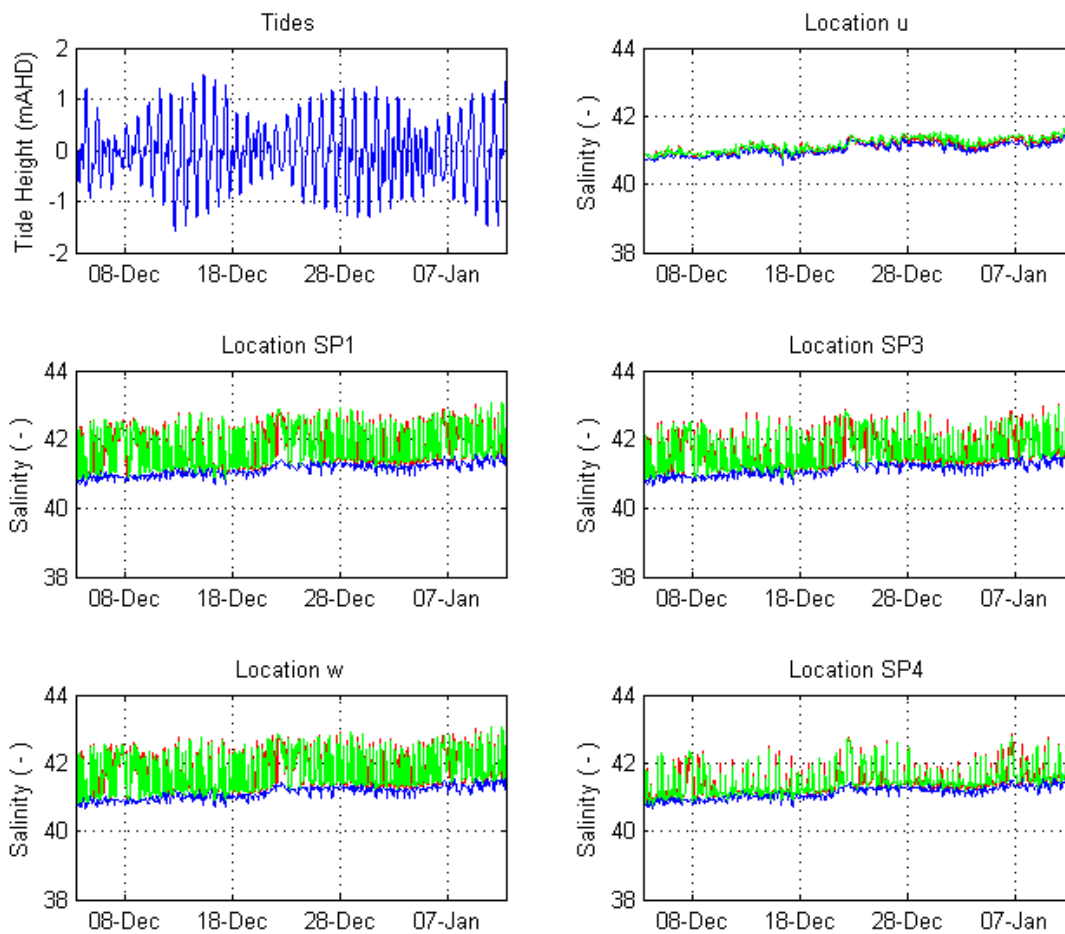 Tides
Tide Height (mAHD)
2
1
0
-1
-2
08-Dec 18-Dec 28-Dec 07-Jan
Location u
Salinity ( - )
44
42
40
38
08-Dec 18-Dec 28-Dec 07-Jan
Location SP1
Salinity ( - )
44
42
40
38
08-Dec 18-Dec 28-Dec 07-Jan
Location SP3
Salinity ( - )
44
42
40
38
08-Dec 18-Dec 28-Dec 07-Jan
Location w
Salinity ( - )
44
42
40
38
08-Dec 18-Dec 28-Dec 07-Jan
Location SP4
Salinity ( - )
44
42
40
38
08-Dec 18-Dec 28-Dec 07-Jan